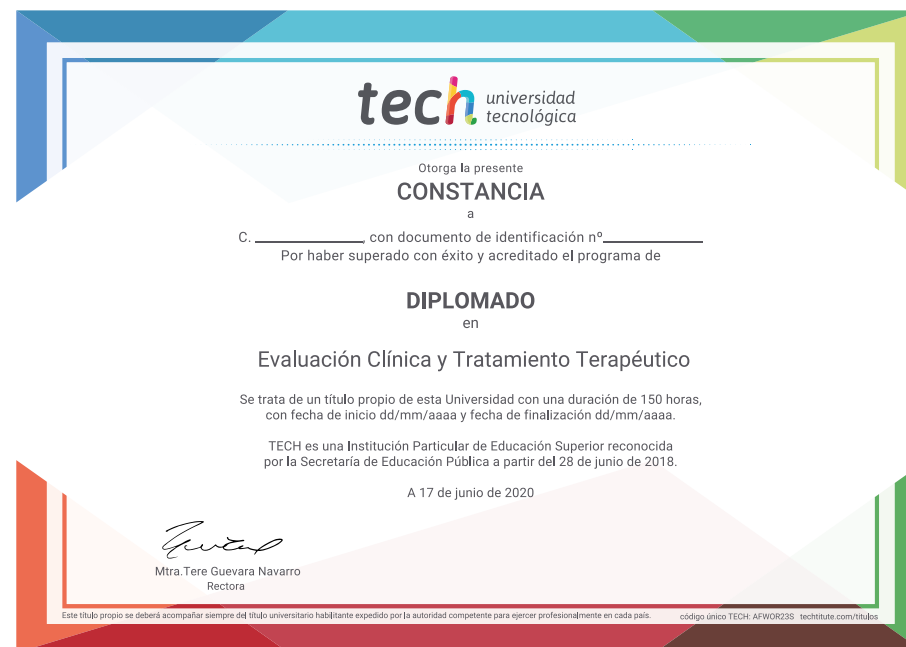 tech universidad
tecnológica
Otorga la presente
CONSTANCIA
a
C. ____________, con documento de identificación nº____________
Por haber superado con éxito y acreditado el programa de
DIPLOMADO
en
Evaluación Clínica y Tratamiento Terapéutico
Se trata de un título propio de esta Universidad con una duración de 150 horas,
con fecha de inicio dd/mm/aaaa y fecha de finalización dd/mm/aaaa.
TECH es una Institución Particular de Educación Superior reconocida
por la Secretaría de Educación Pública a partir del 28 de junio de 2018.
A 17 de junio de 2020
Mtra.Tere Guevara Navarro
Rectora
Este título propio se deberá acompañar siempre del título universitario habilitante expedido por la autoridad competente para ejercer profesionalmente en cada país. código único TECH: AFWOR23S techtitute.com/titulos